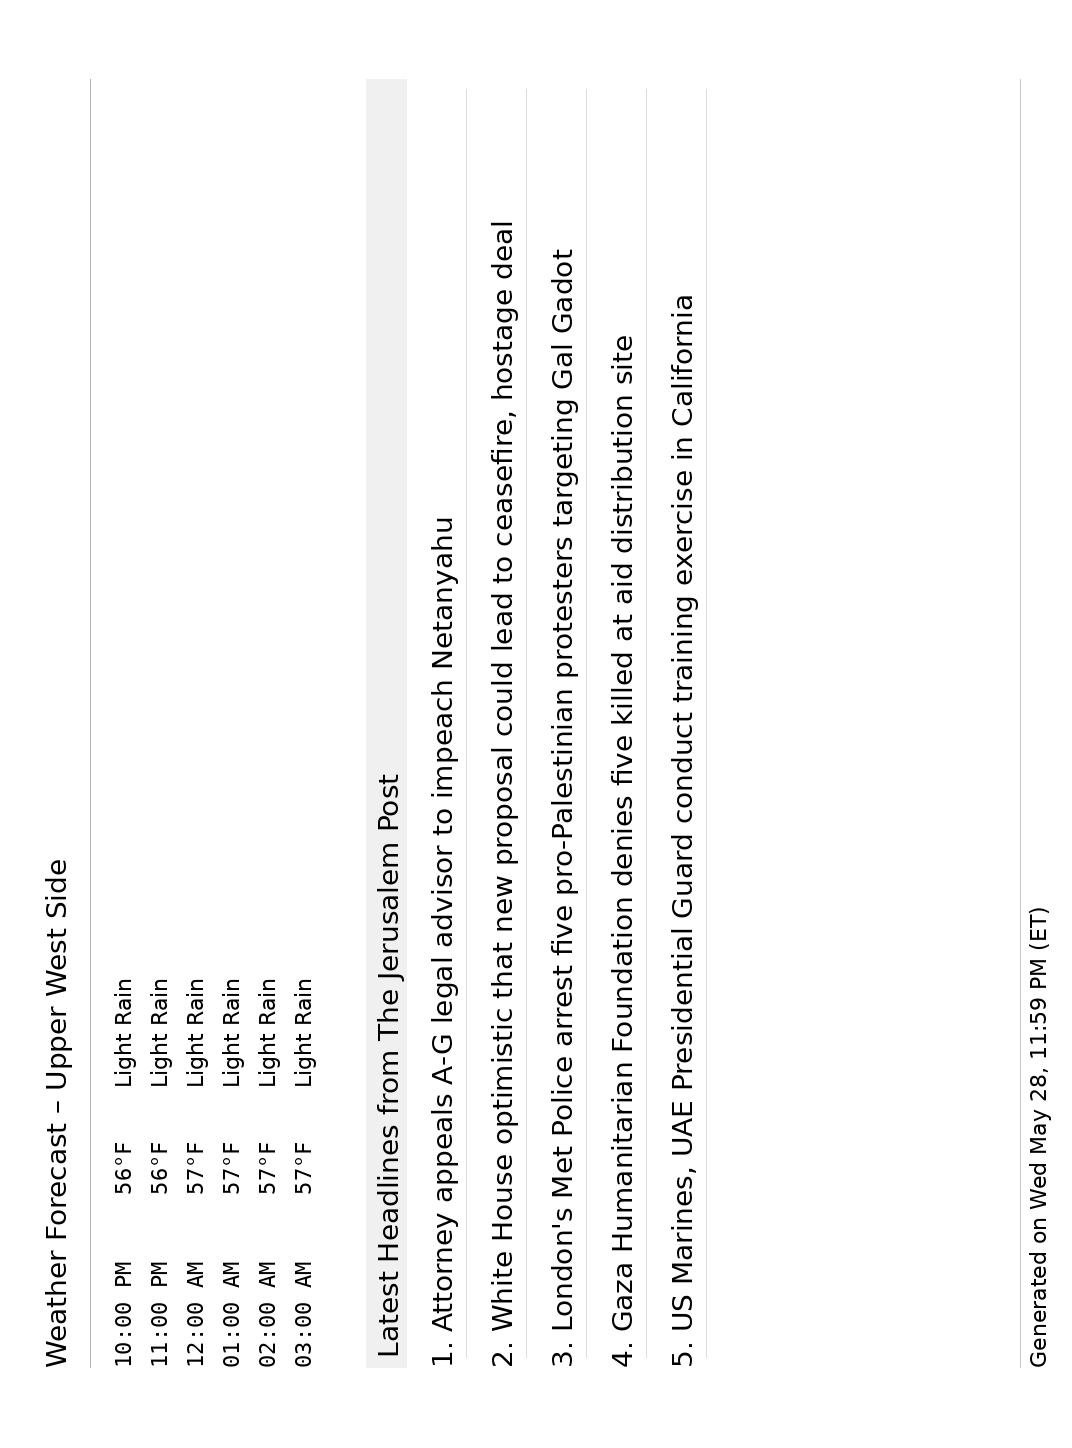 Weather Forecast – Upper West Side
10:00 PM 56°F Light Rain
11:00 PM 56°F Light Rain
12:00 AM 57°F Light Rain
01:00 AM 57°F Light Rain
02:00 AM 57°F Light Rain
03:00 AM 57°F Light Rain
Latest Headlines from The Jerusalem Post
1. Attorney appeals A-G legal advisor to impeach Netanyahu
2. White House optimistic that new proposal could lead to ceasefire, hostage deal
3. London's Met Police arrest five pro-Palestinian protesters targeting Gal Gadot
4. Gaza Humanitarian Foundation denies five killed at aid distribution site
5. US Marines, UAE Presidential Guard conduct training exercise in California
Generated on Wed May 28, 11:59 PM (ET)